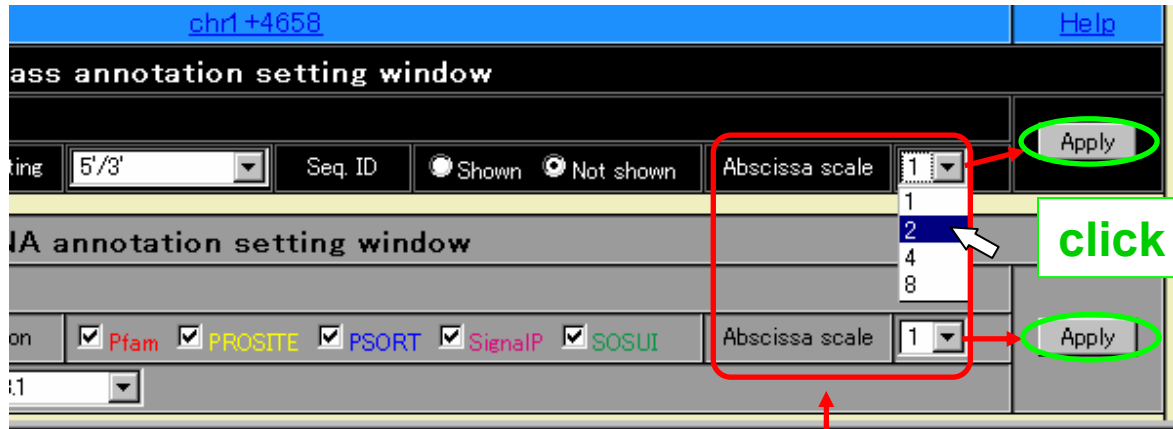 chr1+4658 Help
ass annotation setting window
Apply
ting 5'/3' Seq. ID Shown Not shown Abscissa scale 1
1
2
4
8
click
NA annotation setting window
on Pfam PROSITE PSORT SignalP SOSUI Abscissa scale 1 Apply
.1